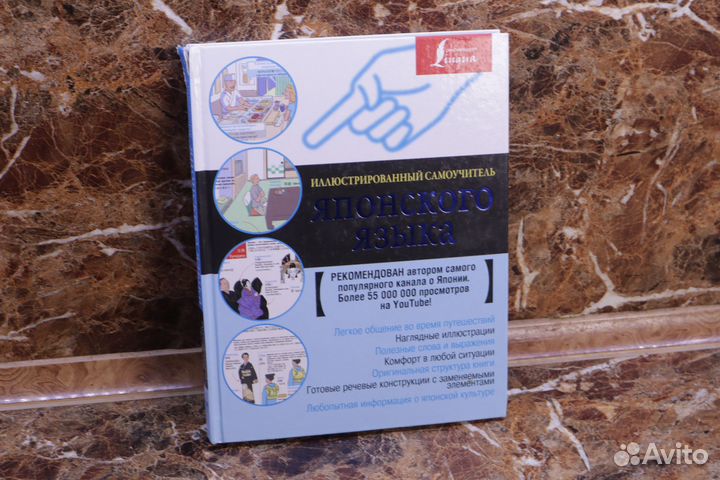 Lingua
ИЛЛЮСТРИРОВАННЫЙ САМОУЧИТЕЛЬ
ЯПОНСКОГО
ЯЗЫКА
РЕКОМЕНДОВАН автором самого
популярного канала о Японии.
Более 55 000 000 просмотров
на YouTube!
Легкое общение во время путешествий
Наглядные иллюстрации
Полезные слова и выражения
Комфорт в любой ситуации
Оригинальная структура книги
Готовые речевые конструкции с заменяемыми
элементами
Любопытная информация о японской культуре
Avito